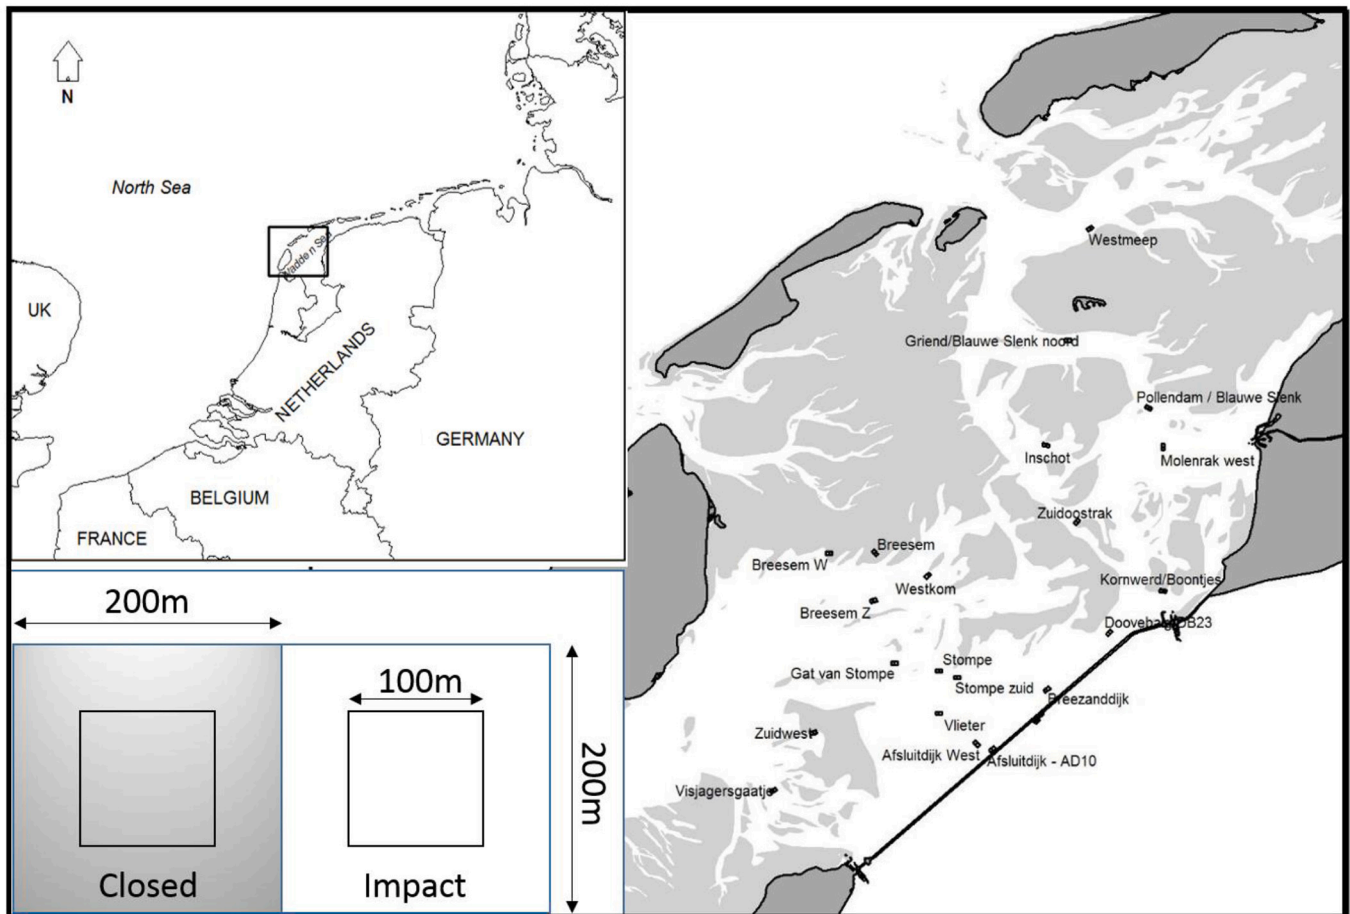 N
North Sea
Wadden Sea
UK
NETHERLANDS
GERMANY
BELGIUM
FRANCE
200m
100m
200m
Closed
Impact
Westmeep
Griend/Blauwe Slenk noord
Pollendam / Blauwe Slenk
Inschot
Molenrak west
Zuidoostrak
Breesem
Breesem W
Westkom
Kornwerd/Boontjes
Breesem Z
DB23
Stompe
Gat van Stompe
Stompe zuid
Breezanddijk
Vlieter
Zuidwest
Afsluitdijk West
Afsluitdijk - AD10
Visjagersgaatje